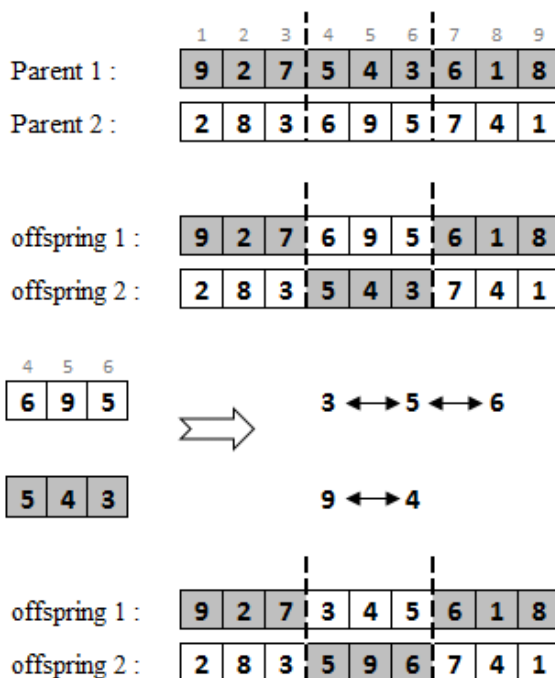 1 2 3 4 5 6 7 8 9
Parent 1 : 9 2 7 5 4 3 6 1 8
Parent 2 : 2 8 3 6 9 5 7 4 1
offspring 1 : 9 2 7 6 9 5 6 1 8
offspring 2 : 2 8 3 5 4 3 7 4 1
4 5 6
6 9 5 3 5 6
5 4 3 9 4
offspring 1 : 9 2 7 3 4 5 6 1 8
offspring 2 : 2 8 3 5 9 6 7 4 1